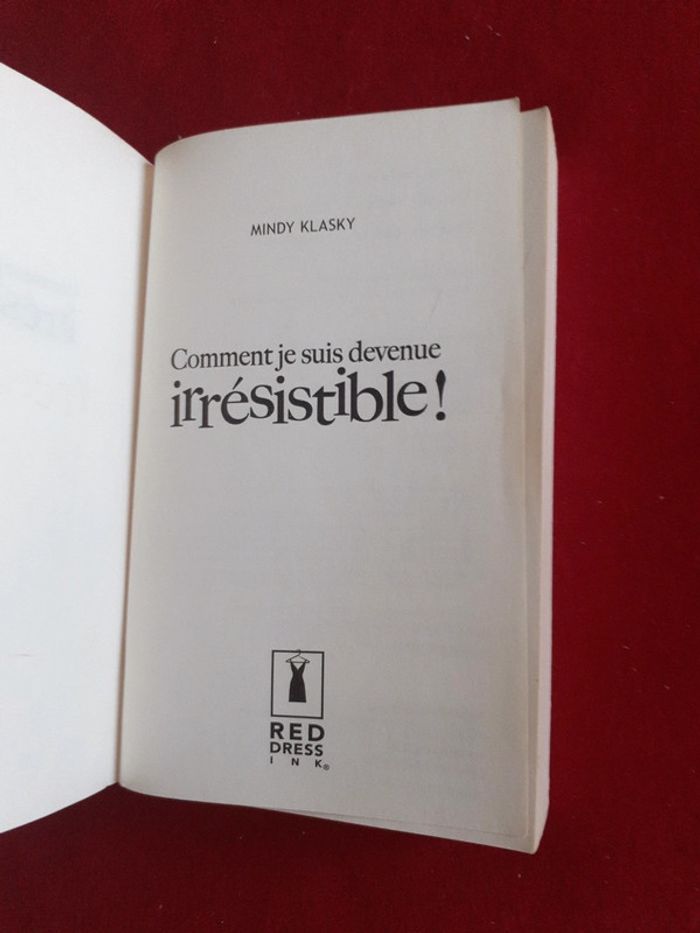 MINDY KLASKY
Comment je suis devenue
irrésistible !
RED
DRESS
INK®